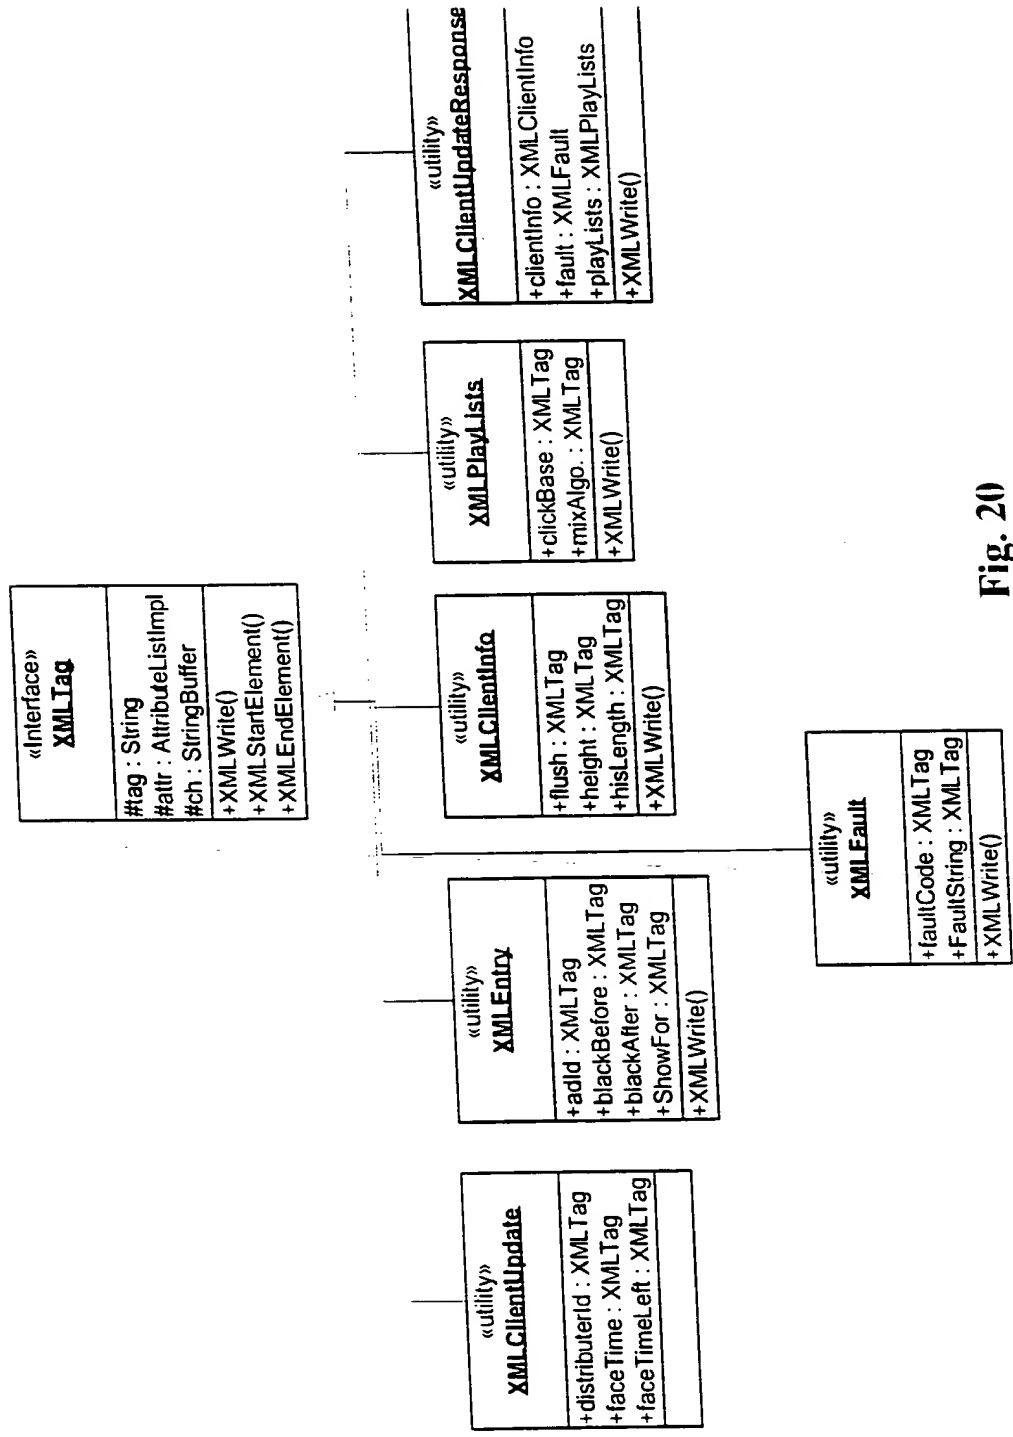 «Interface»
XMLTag
#tag : String
#attr : AttributeListImpl
#ch : StringBuffer
+XMLWrite()
+XMLStartElement()
+XMLEndElement()
«utility»
XMLClientUpdate
+distributerId : XMLTag
+faceTime : XMLTag
+faceTimeLeft : XMLTag
«utility»
XMLEntry
+adId : XMLTag
+blackBefore : XMLTag
+blackAfter : XMLTag
+ShowFor : XMLTag
+XMLWrite()
«utility»
XMLClientInfo
+flush : XMLTag
+height : XMLTag
+hisLength : XMLTag
+XMLWrite()
«utility»
XMLPlayLists
+clickBase : XMLTag
+mixAlgo. : XMLTag
+XMLWrite()
«utility»
XMLClientUpdateResponse
+clientInfo : XMLClientInfo
+fault : XMLFault
+playLists : XMLPlayLists
+XMLWrite()
«utility»
XMLFault
+faultCode : XMLTag
+FaultString : XMLTag
+XMLWrite()
Fig. 20